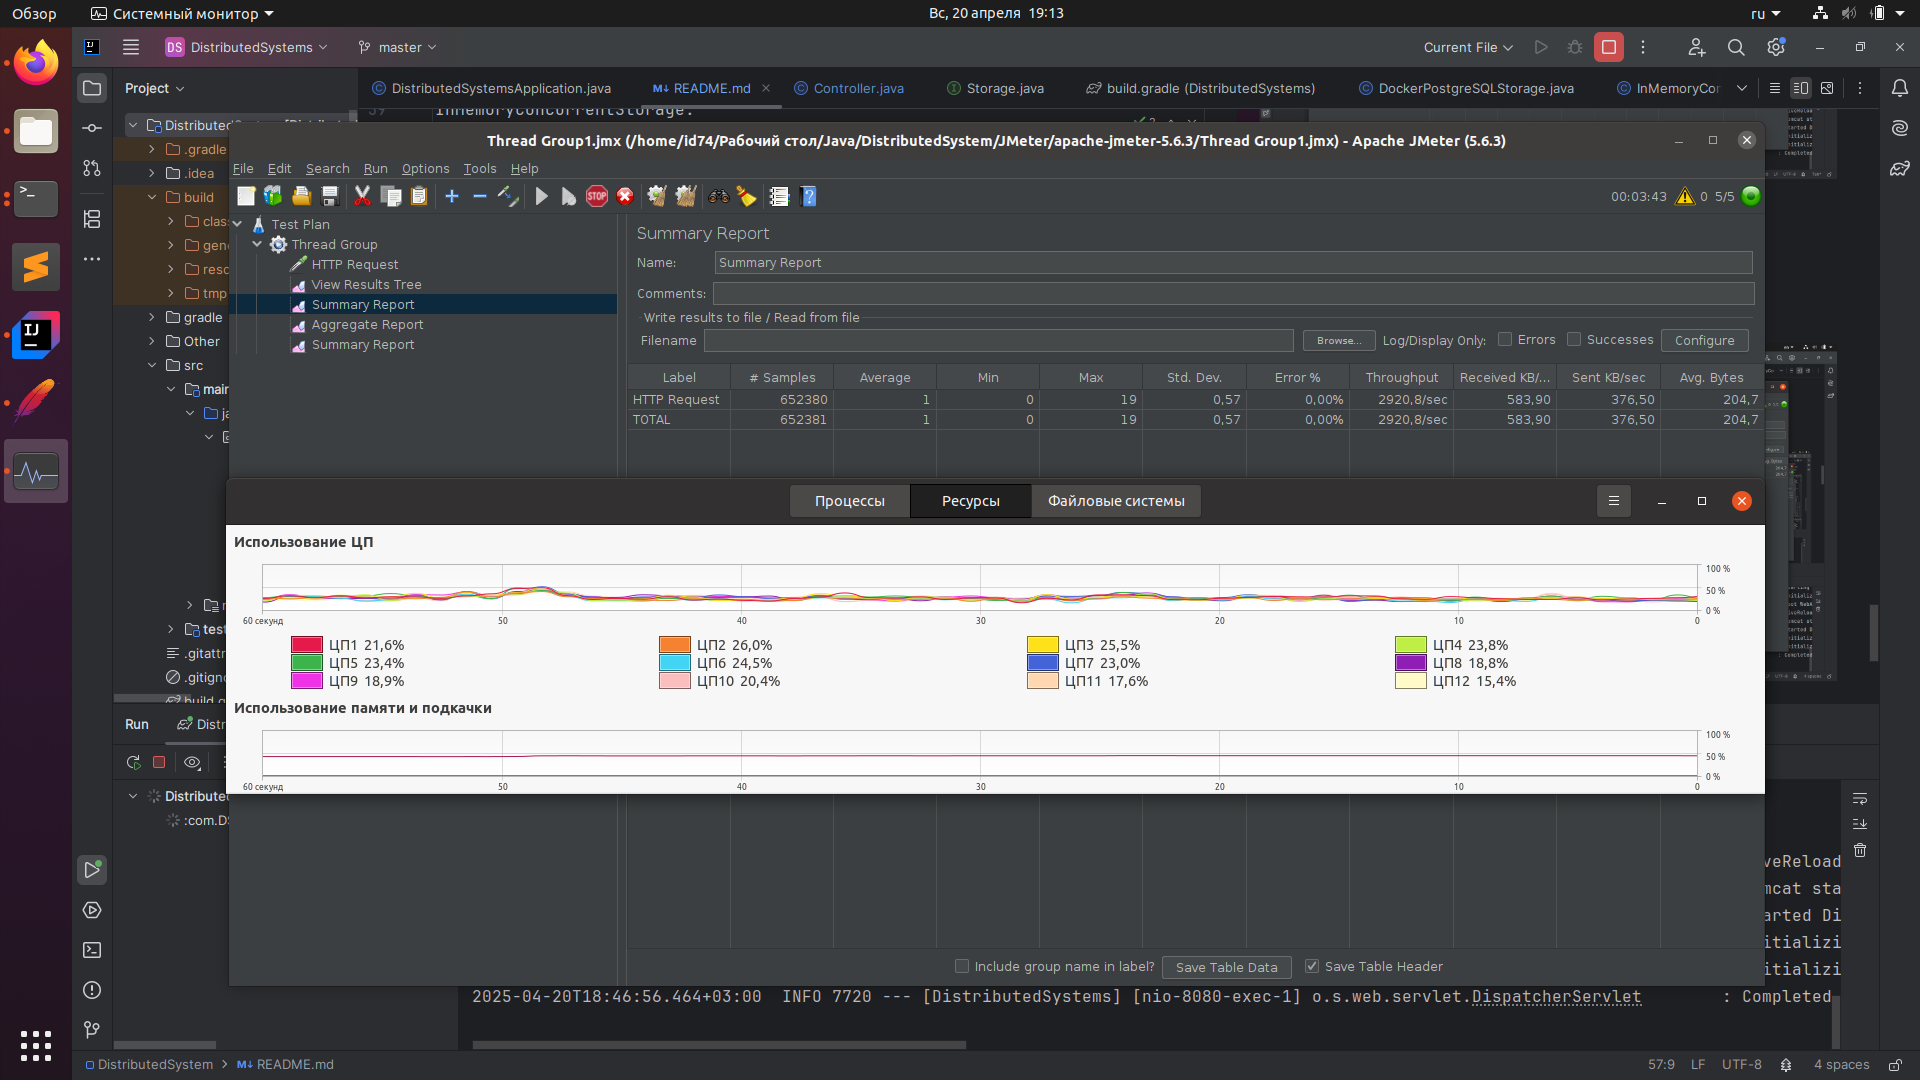 Обзор
Системный монитор
Вс, 20 апреля 19:13
ru
DS DistributedSystems
master
Current File
Project
DistributedSystemsApplication.java
README.md
Controller.java
Storage.java
build.gradle (DistributedSystems)
DockerPostgreSQLStorage.java
InMemoryCor
InMemoryConcurrentStorage:
Thread Group1.jmx (/home/id74/Рабочий стол/Java/DistributedSystem/JMeter/apache-jmeter-5.6.3/Thread Group1.jmx) - Apache JMeter (5.6.3)
.gradle
.idea
build
clas
gene
reso
tmp
gradle
Other
src
main
ja
test
.gitattr
.gitigno
File Edit Search Run Options Tools Help
STOP
00:03:43 0 5/5
Test Plan
Thread Group
HTTP Request
View Results Tree
Summary Report
Aggregate Report
Summary Report
Summary Report
Name: Summary Report
Comments:
Write results to file / Read from file
Filename Browse... Log/Display Only: Errors Successes Configure
Label # Samples Average Min Max Std. Dev. Error % Throughput Received KB/... Sent KB/sec Avg. Bytes
HTTP Request 652380 1 0 19 0,57 0,00% 2920,8/sec 583,90 376,50 204,7
TOTAL 652381 1 0 19 0,57 0,00% 2920,8/sec 583,90 376,50 204,7
Процессы Ресурсы Файловые системы
Использование ЦП
100 %
50 %
0 %
60 секунд 50 40 30 20 10 0
ЦП1 21,6% ЦП2 26,0% ЦП3 25,5% ЦП4 23,8%
ЦП5 23,4% ЦП6 24,5% ЦП7 23,0% ЦП8 18,8%
ЦП9 18,9% ЦП10 20,4% ЦП11 17,6% ЦП12 15,4%
Использование памяти и подкачки
100 %
50 %
0 %
60 секунд 50 40 30 20 10 0
Run Distr
Distribute
:com.DS
veReload
mcat sta
arted Di
itializi
itializi
Include group name in label? Save Table Data Save Table Header
2025-04-20T18:46:56.464+03:00 INFO 7720 --- [DistributedSystems] [nio-8080-exec-1] o.s.web.servlet.DispatcherServlet : Completed
DistributedSystem > README.md
57:9 LF UTF-8 4 spaces